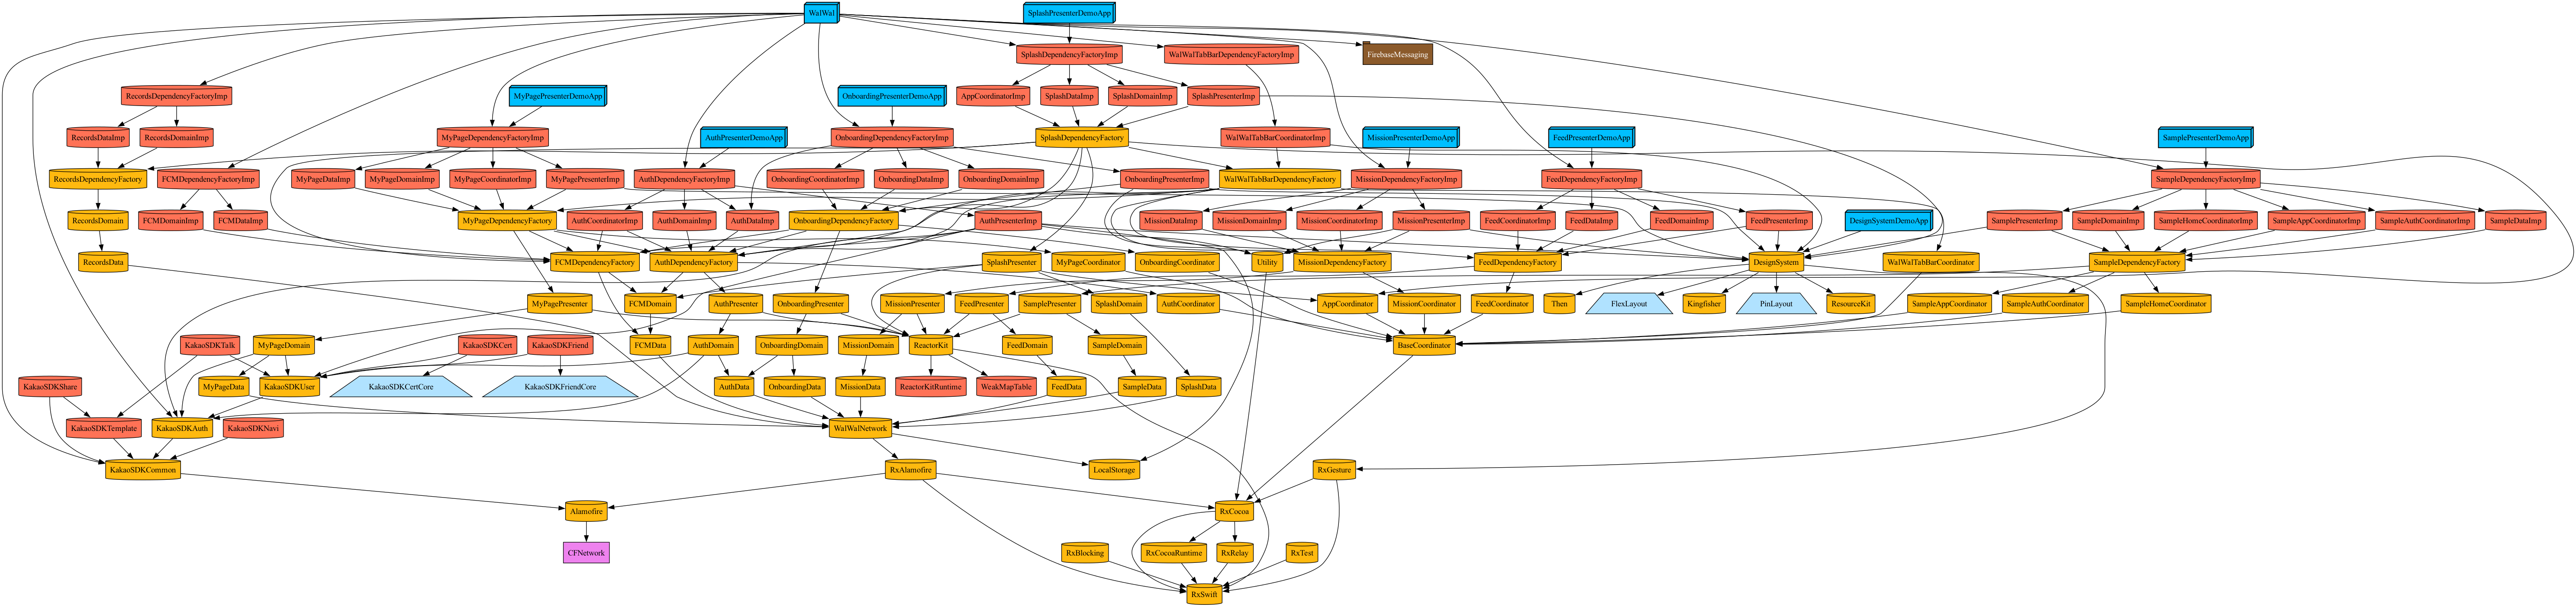 WalWal
SplashPresenterDemoApp
SplashDependencyFactoryImp
WalWalTabBarDependencyFactoryImp
FirebaseMessaging
RecordsDependencyFactoryImp
MyPagePresenterDemoApp
OnboardingPresenterDemoApp
AppCoordinatorImp
SplashDataImp
SplashDomainImp
SplashPresenterImp
RecordsDataImp
RecordsDomainImp
MyPageDependencyFactoryImp
AuthPresenterDemoApp
OnboardingDependencyFactoryImp
SplashDependencyFactory
WalWalTabBarCoordinatorImp
MissionPresenterDemoApp
FeedPresenterDemoApp
SamplePresenterDemoApp
RecordsDependencyFactory
FCMDependencyFactoryImp
MyPageDataImp
MyPageDomainImp
MyPageCoordinatorImp
MyPagePresenterImp
AuthDependencyFactoryImp
OnboardingCoordinatorImp
OnboardingDataImp
OnboardingDomainImp
OnboardingPresenterImp
WalWalTabBarDependencyFactory
MissionDependencyFactoryImp
FeedDependencyFactoryImp
SampleDependencyFactoryImp
RecordsDomain
FCMDomainImp
FCMDataImp
MyPageDependencyFactory
AuthCoordinatorImp
AuthDomainImp
AuthDataImp
OnboardingDependencyFactory
AuthPresenterImp
MissionDataImp
MissionDomainImp
MissionCoordinatorImp
MissionPresenterImp
FeedCoordinatorImp
FeedDataImp
FeedDomainImp
FeedPresenterImp
DesignSystemDemoApp
SamplePresenterImp
SampleDomainImp
SampleHomeCoordinatorImp
SampleAppCoordinatorImp
SampleAuthCoordinatorImp
SampleDataImp
RecordsData
FCMDependencyFactory
AuthDependencyFactory
SplashPresenter
MyPageCoordinator
OnboardingCoordinator
Utility
MissionDependencyFactory
FeedDependencyFactory
DesignSystem
WalWalTabBarCoordinator
SampleDependencyFactory
MyPagePresenter
FCMDomain
AuthPresenter
OnboardingPresenter
MissionPresenter
FeedPresenter
SamplePresenter
SplashDomain
AuthCoordinator
AppCoordinator
MissionCoordinator
FeedCoordinator
Then
FlexLayout
Kingfisher
PinLayout
ResourceKit
SampleAppCoordinator
SampleAuthCoordinator
SampleHomeCoordinator
KakaoSDKTalk
MyPageDomain
KakaoSDKCert
KakaoSDKFriend
FCMData
AuthDomain
OnboardingDomain
MissionDomain
ReactorKit
FeedDomain
SampleDomain
BaseCoordinator
KakaoSDKShare
MyPageData
KakaoSDKUser
KakaoSDKCertCore
KakaoSDKFriendCore
AuthData
OnboardingData
MissionData
ReactorKitRuntime
WeakMapTable
FeedData
SampleData
SplashData
KakaoSDKTemplate
KakaoSDKAuth
KakaoSDKNavi
WalWalNetwork
KakaoSDKCommon
RxAlamofire
LocalStorage
RxGesture
Alamofire
RxCocoa
CFNetwork
RxBlocking
RxCocoaRuntime
RxRelay
RxTest
RxSwift